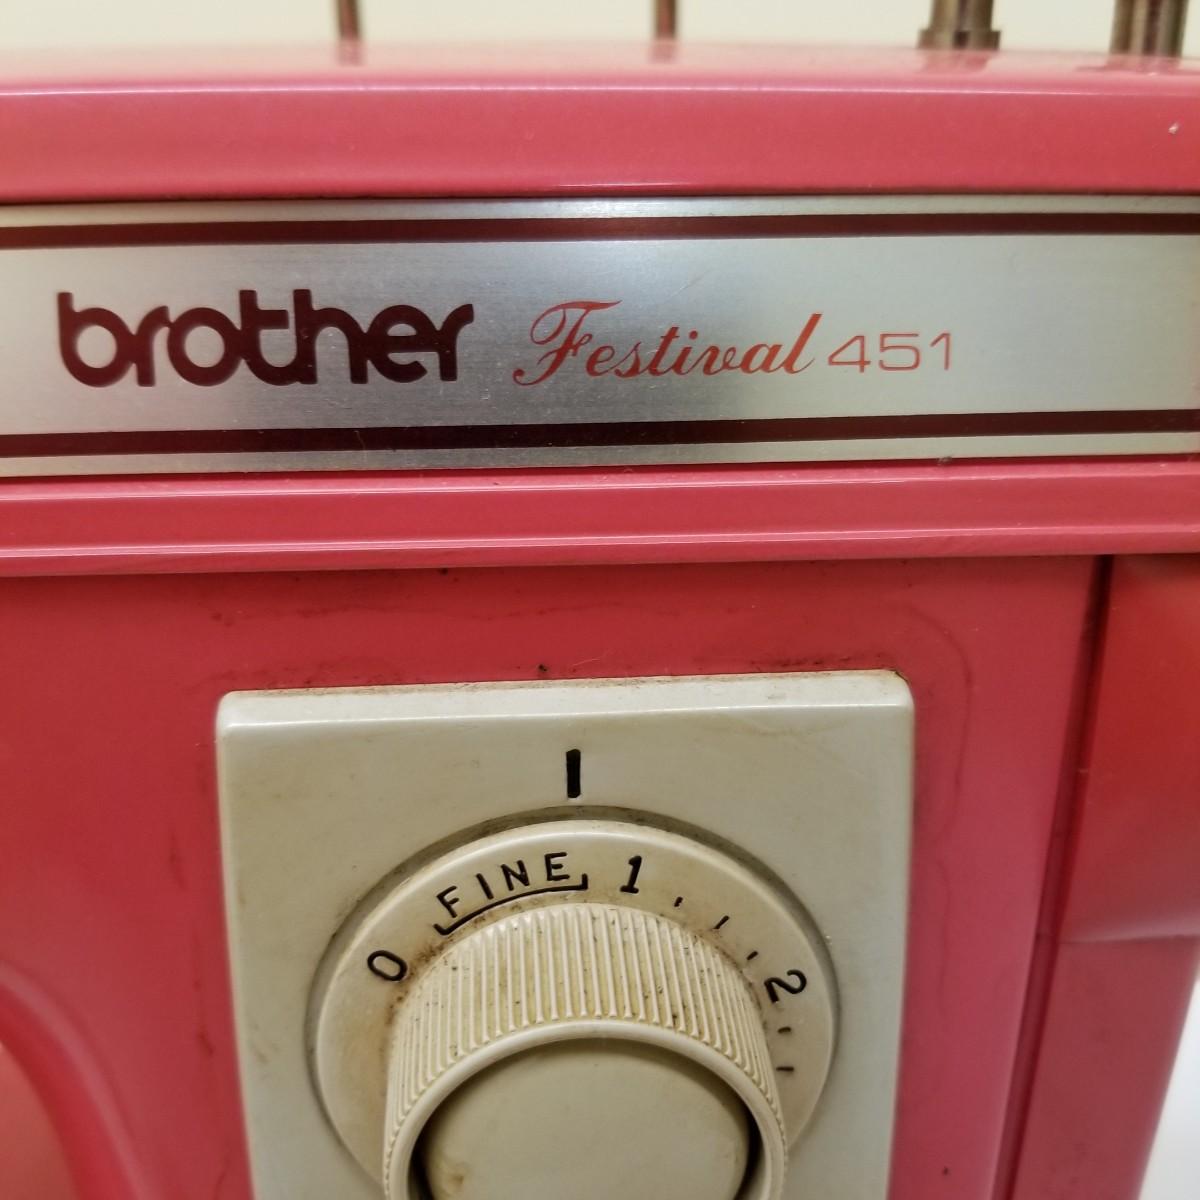 brother Festival 451
0 FINE 1 2